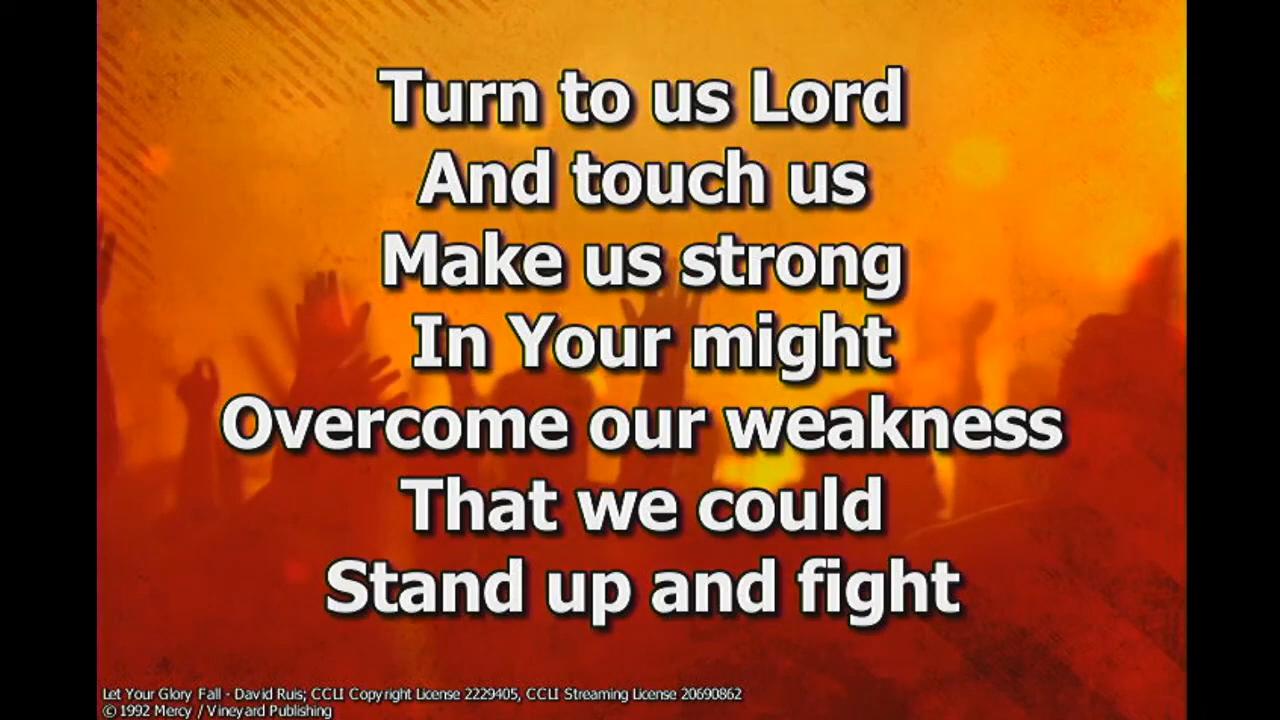 Turn to us Lord
And touch us
Make us strong
In Your might
Overcome our weakness
That we could
Stand up and fight
Let Your Glory Fall - David Ruis; CCLI Copyright License 2229405, CCLI Streaming License 20690862
© 1992 Mercy / Vineyard Publishing